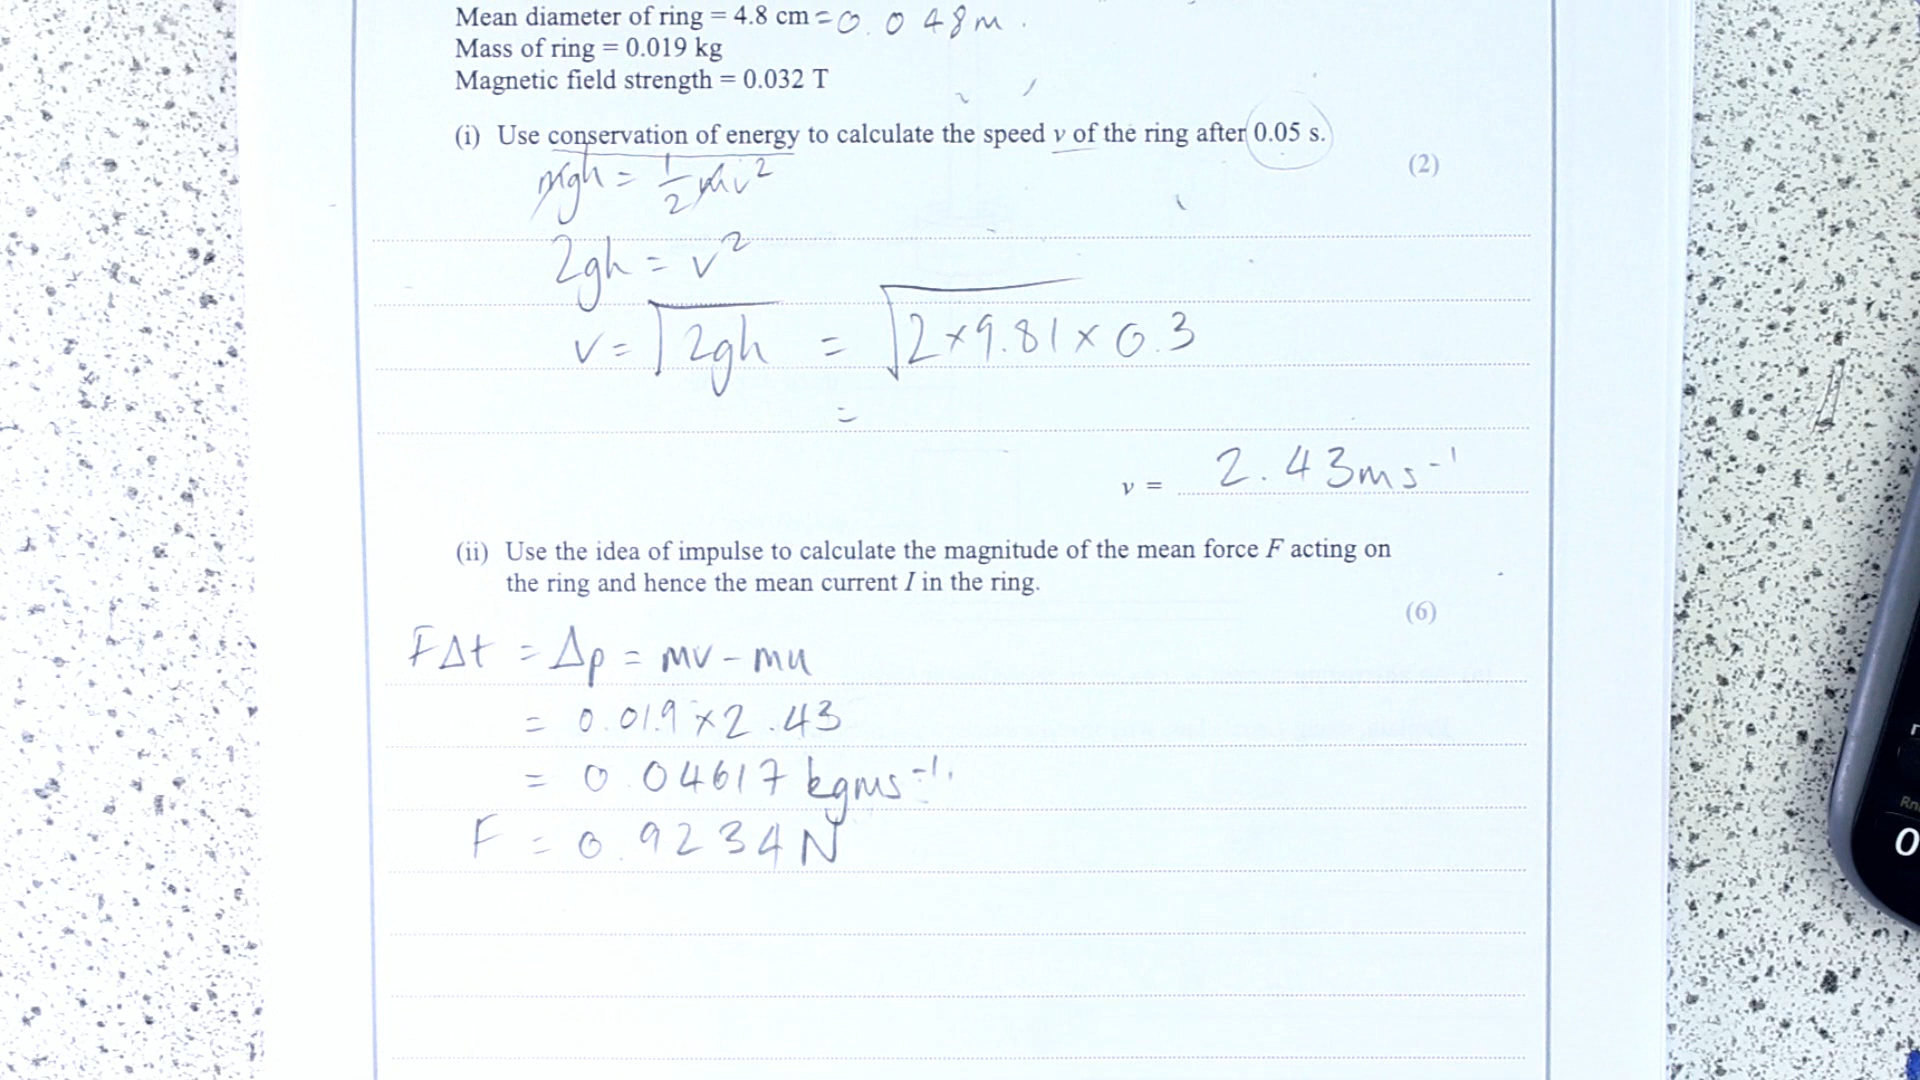 Mean diameter of ring = 4.8 cm = 0.048m.
Mass of ring = 0.019 kg
Magnetic field strength = 0.032 T
(i) Use conservation of energy to calculate the speed v of the ring after 0.05 s.
(2)
mgh = 1/2 mv²
2gh = v²
v = √2gh = √2×9.81×0.3
=
v = 2.43ms⁻¹
(ii) Use the idea of impulse to calculate the magnitude of the mean force F acting on
the ring and hence the mean current I in the ring.
(6)
FΔt = Δp = mv - mu
= 0.019×2.43
= 0.04617 kgms⁻¹.
F = 0.9234N
0